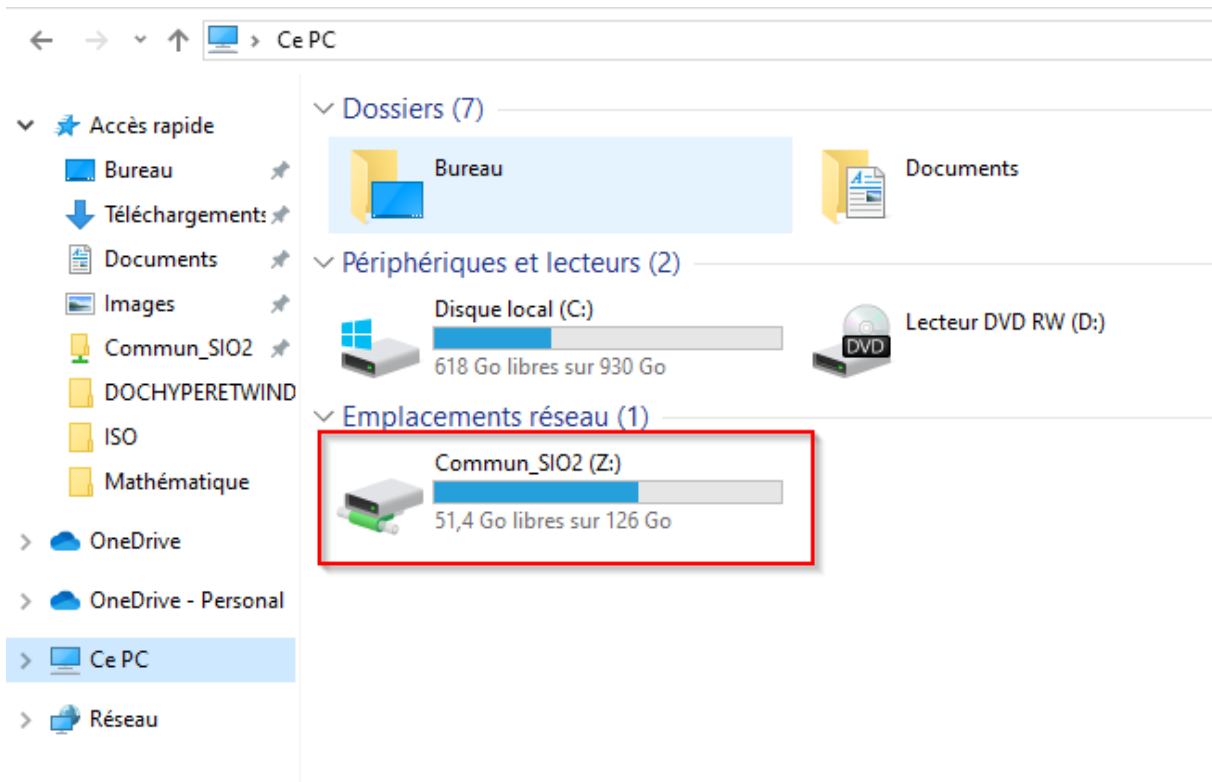 Ce PC
Accès rapide
Bureau
Téléchargements
Documents
Images
Commun_SIO2
DOCHYPERETWIND
ISO
Mathématique
OneDrive
OneDrive - Personal
Ce PC
Réseau
Dossiers (7)
Bureau
Documents
Périphériques et lecteurs (2)
Disque local (C:)
618 Go libres sur 930 Go
DVD
Lecteur DVD RW (D:)
Emplacements réseau (1)
Commun_SIO2 (Z:)
51,4 Go libres sur 126 Go